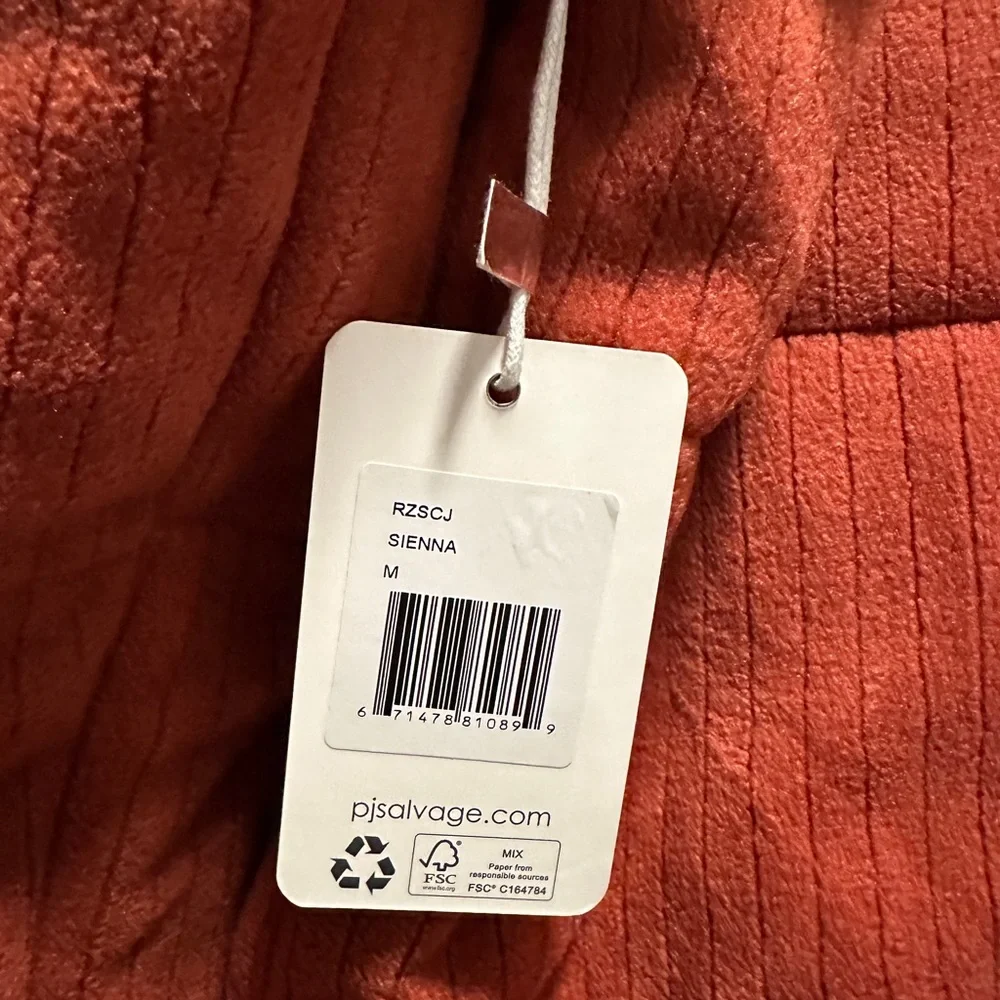 RZSCJ
SIENNA
M
6 71478 81089 9
pjsalvage.com
FSC
www.fsc.org
MIX
Paper from
responsible sources
FSC® C164784